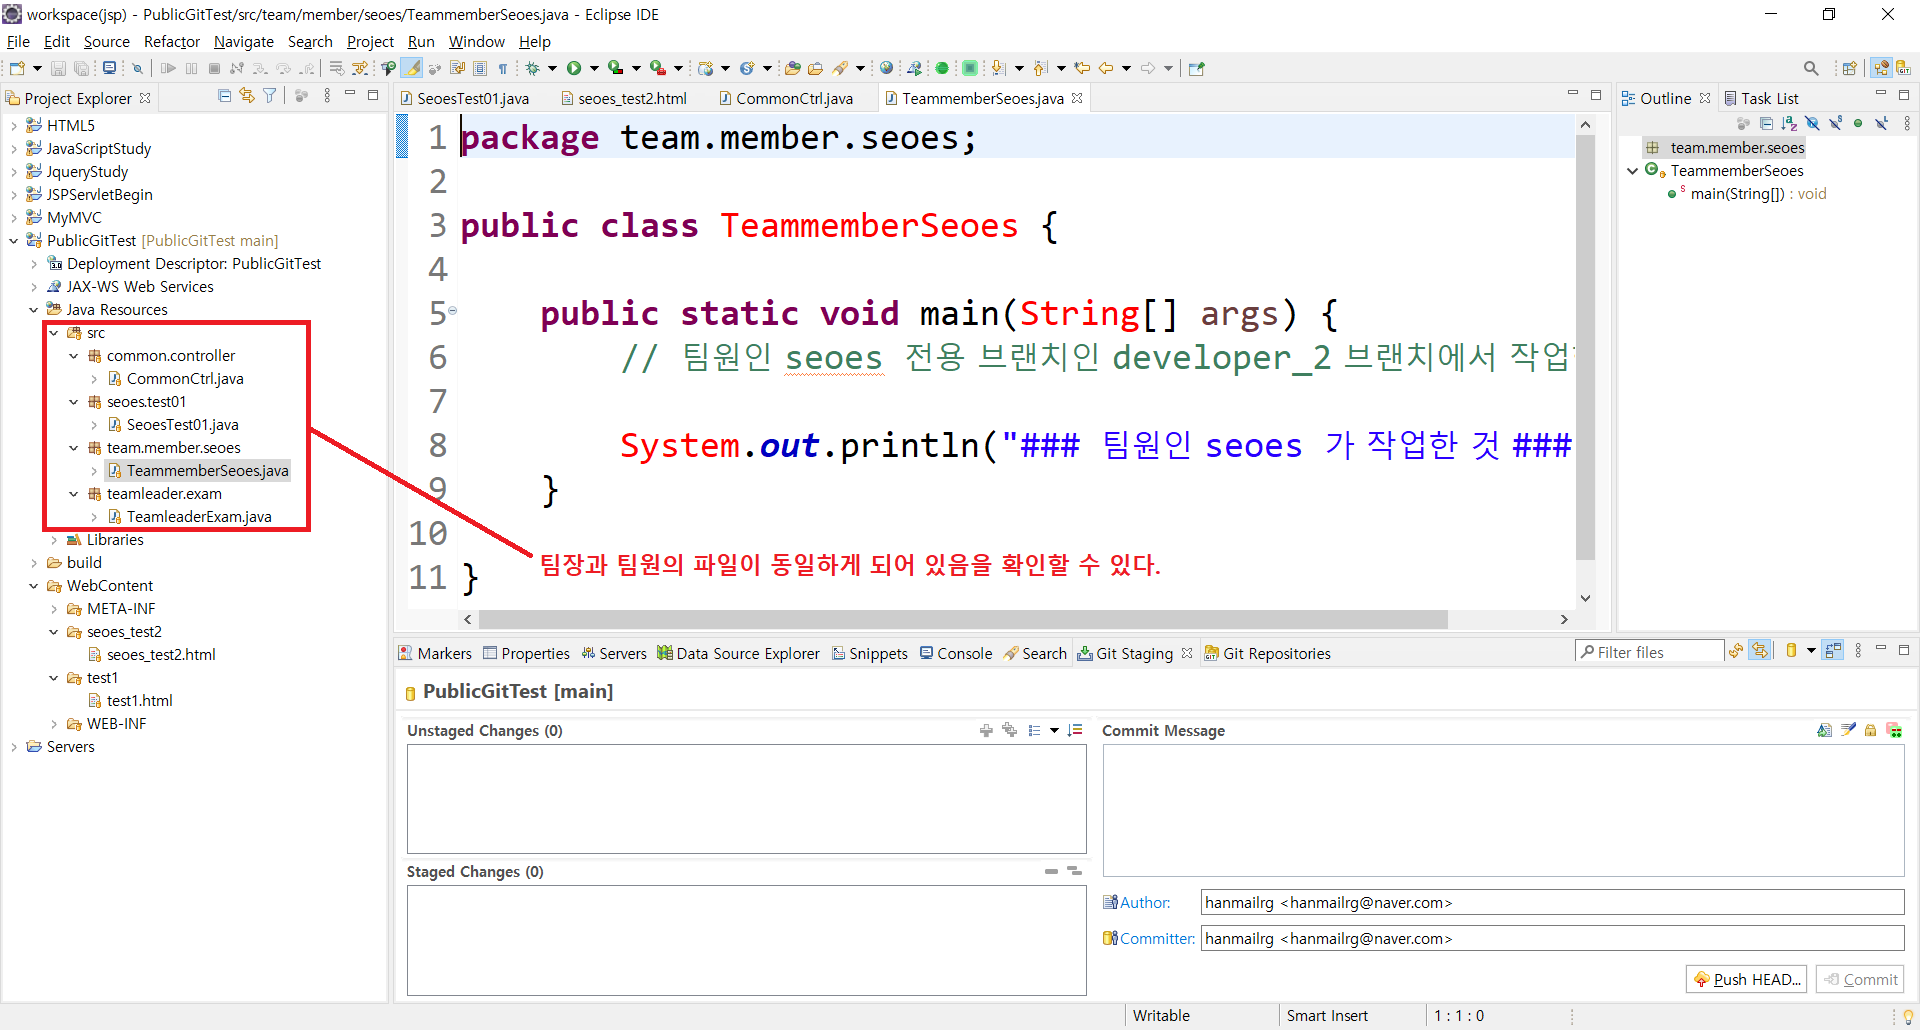 workspace(jsp) - PublicGitTest/src/team/member/seoes/TeammemberSeoes.java - Eclipse IDE
File Edit Source Refactor Navigate Search Project Run Window Help
Project Explorer
HTML5
JavaScriptStudy
JqueryStudy
JSPServletBegin
MyMVC
PublicGitTest [PublicGitTest main]
Deployment Descriptor: PublicGitTest
JAX-WS Web Services
Java Resources
src
common.controller
CommonCtrl.java
seoes.test01
SeoesTest01.java
team.member.seoes
TeammemberSeoes.java
teamleader.exam
TeamleaderExam.java
Libraries
build
WebContent
META-INF
seoes_test2
seoes_test2.html
test1
test1.html
WEB-INF
Servers
SeoesTest01.java seoes_test2.html CommonCtrl.java TeammemberSeoes.java
1 package team.member.seoes;
2
3 public class TeammemberSeoes {
4
5 public static void main(String[] args) {
6 // 팀원인 seoes 전용 브랜치인 developer_2 브랜치에서 작업
7
8 System.out.println("### 팀원인 seoes 가 작업한 것 ###
9 }
10
11 }
팀장과 팀원의 파일이 동일하게 되어 있음을 확인할 수 있다.
Outline Task List
team.member.seoes
TeammemberSeoes
main(String[]) : void
Markers Properties Servers Data Source Explorer Snippets Console Search Git Staging Git Repositories
Filter files
PublicGitTest [main]
Unstaged Changes (0)
Staged Changes (0)
Commit Message
Author: hanmailrg <hanmailrg@naver.com>
Committer: hanmailrg <hanmailrg@naver.com>
Push HEAD... Commit
Writable Smart Insert 1 : 1 : 0